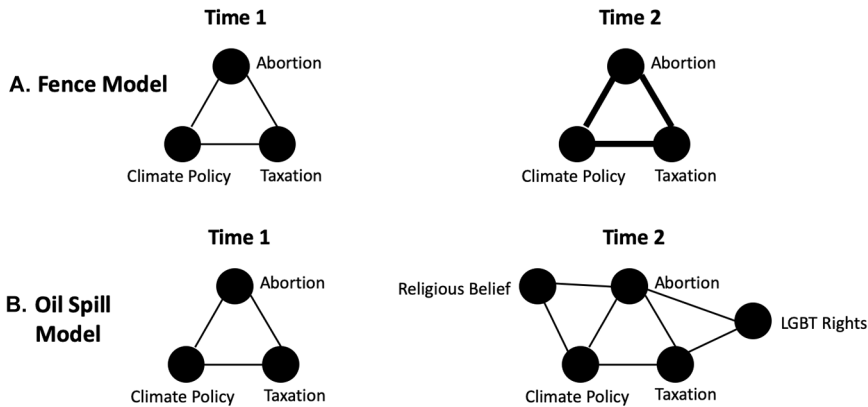 Time 1
Time 2
A. Fence Model
Abortion
Climate Policy
Taxation
Abortion
Climate Policy
Taxation
Time 1
Time 2
B. Oil Spill
Model
Abortion
Climate Policy
Taxation
Religious Belief
Abortion
LGBT Rights
Climate Policy
Taxation